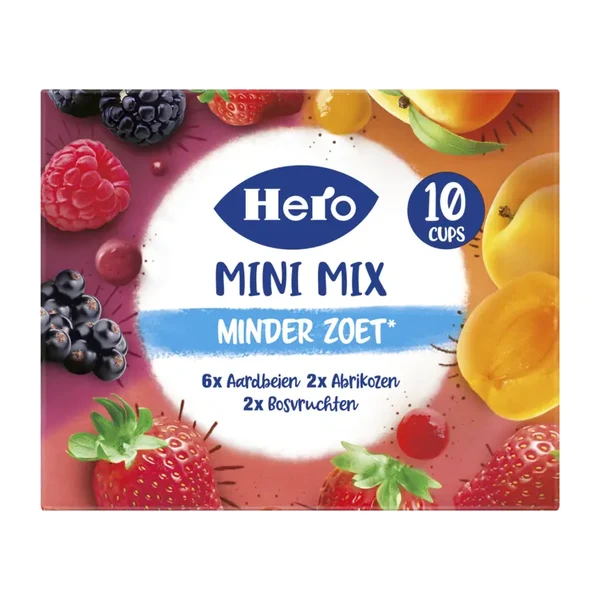 Hero
10
CUPS
MINI MIX
MINDER ZOET*
6x Aardbeien 2x Abrikozen
2x Bosvruchten